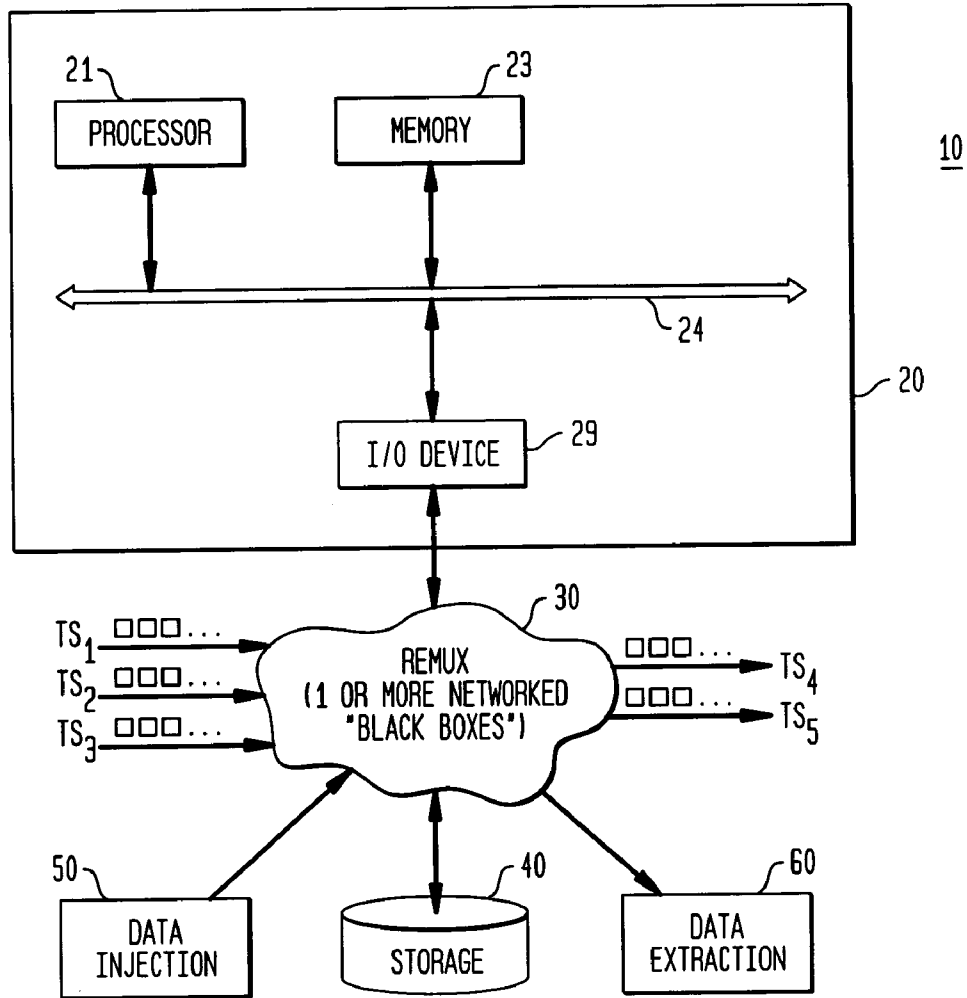 21
23
PROCESSOR
MEMORY
10
24
20
I/O DEVICE
29
30
TS1
TS2
TS3
REMUX
(1 OR MORE NETWORKED
"BLACK BOXES")
TS4
TS5
50
40
60
DATA
INJECTION
STORAGE
DATA
EXTRACTION